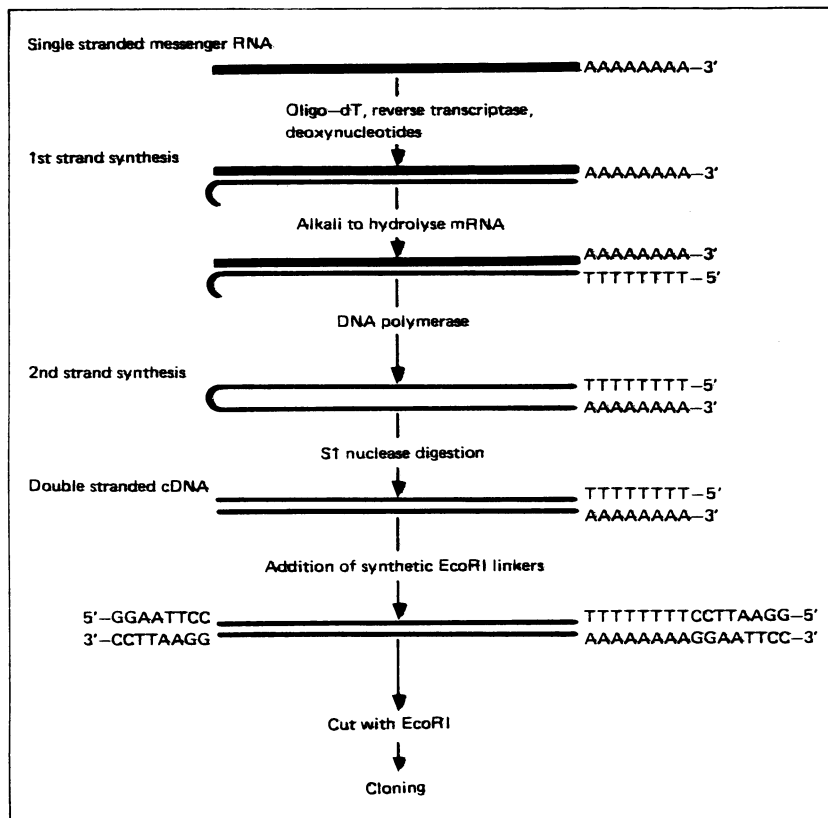 Single stranded messenger RNA
AAAAAAAA–3'
Oligo–dT, reverse transcriptase,
deoxynucleotides
1st strand synthesis
AAAAAAAA–3'
Alkali to hydrolyse mRNA
AAAAAAAA–3'
TTTTTTTT–5'
DNA polymerase
2nd strand synthesis
TTTTTTTT–5'
AAAAAAAA–3'
S1 nuclease digestion
Double stranded cDNA
TTTTTTTT–5'
AAAAAAAA–3'
Addition of synthetic EcoRI linkers
5'–GGAATTCC TTTTTTTTCCTTAAGG–5'
3'–CCTTAAGG AAAAAAAAGGAATTCC–3'
Cut with EcoRI
Cloning